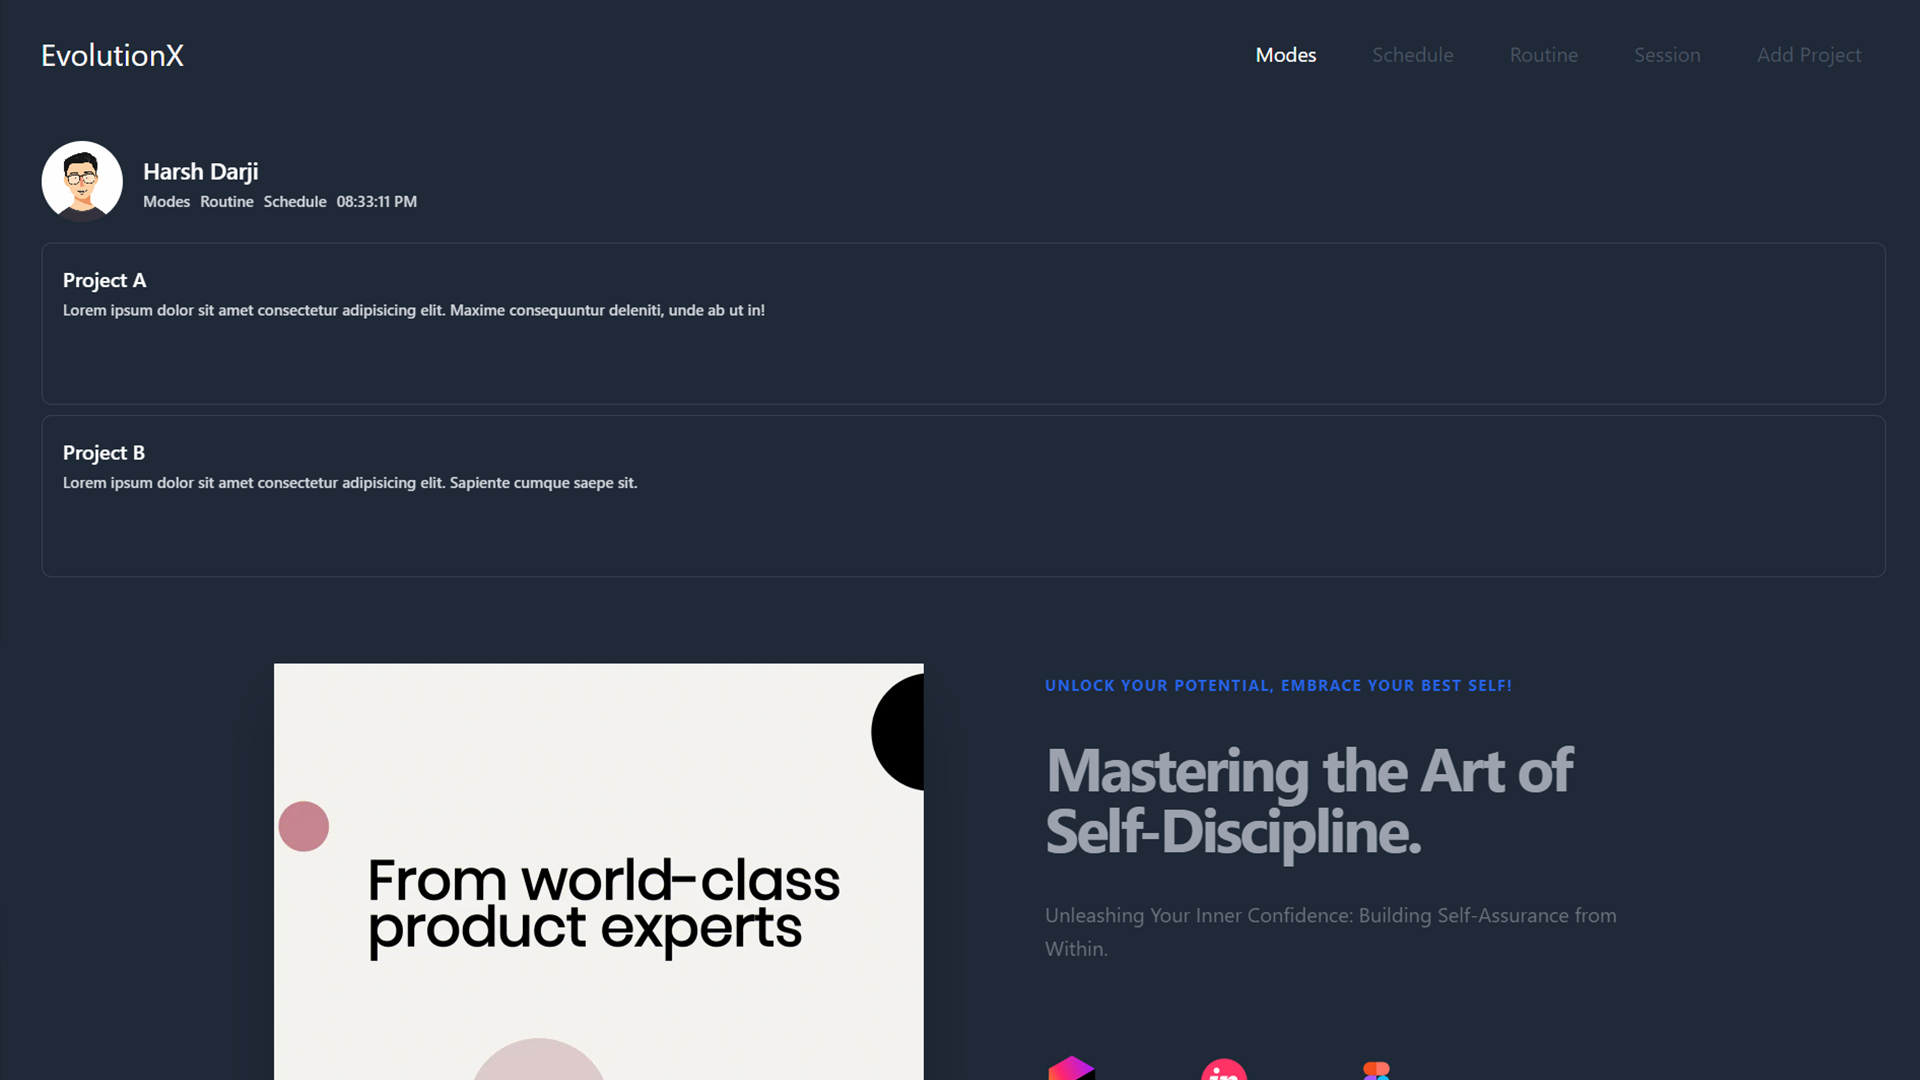 EvolutionX
Modes Schedule Routine Session Add Project
Harsh Darji
Modes Routine Schedule 08:33:11 PM
Project A
Lorem ipsum dolor sit amet consectetur adipisicing elit. Maxime consequuntur deleniti, unde ab ut in!
Project B
Lorem ipsum dolor sit amet consectetur adipisicing elit. Sapiente cumque saepe sit.
From world-class
product experts
UNLOCK YOUR POTENTIAL, EMBRACE YOUR BEST SELF!
Mastering the Art of
Self-Discipline.
Unleashing Your Inner Confidence: Building Self-Assurance from
Within.
in